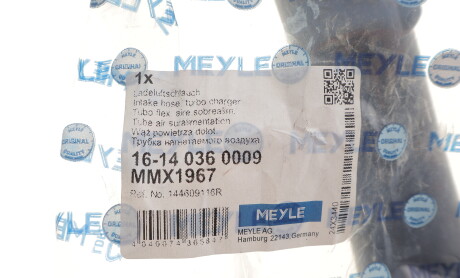 MEYLE
1x
Ladeluftschlauch
Intake hose, turbo charger
Tubo flex. aire sobrealim.
Tube air suralimentation
Wąż powietrza dolot.
Трубка нагнетаемого воздуха
16-14 036 0009
MMX1967
Ref. No. 144609116R
MEYLE
MEYLE AG
Hamburg 22143 Germany